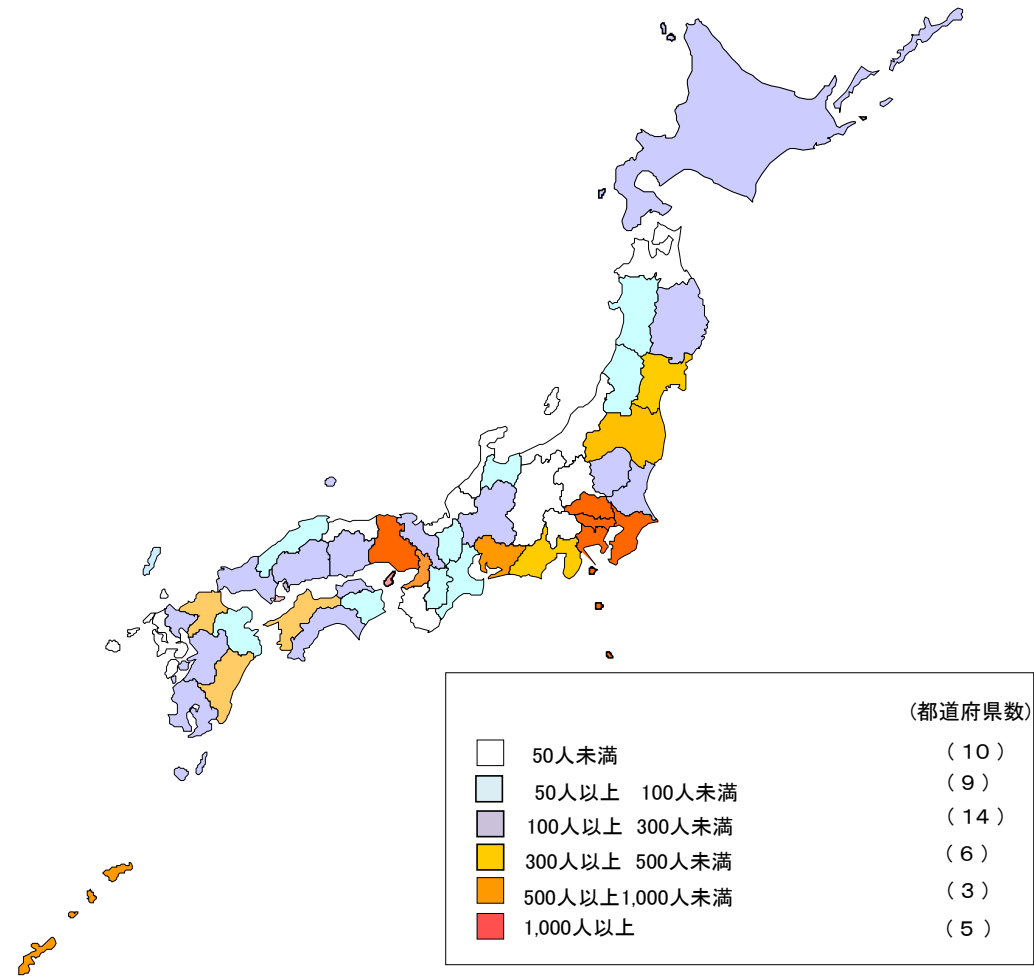 (都道府県数)
50人未満 （ 10 ）
50人以上 100人未満 （ 9 ）
100人以上 300人未満 （ 14 ）
300人以上 500人未満 （ 6 ）
500人以上1,000人未満 （ 3 ）
1,000人以上 （ 5 ）